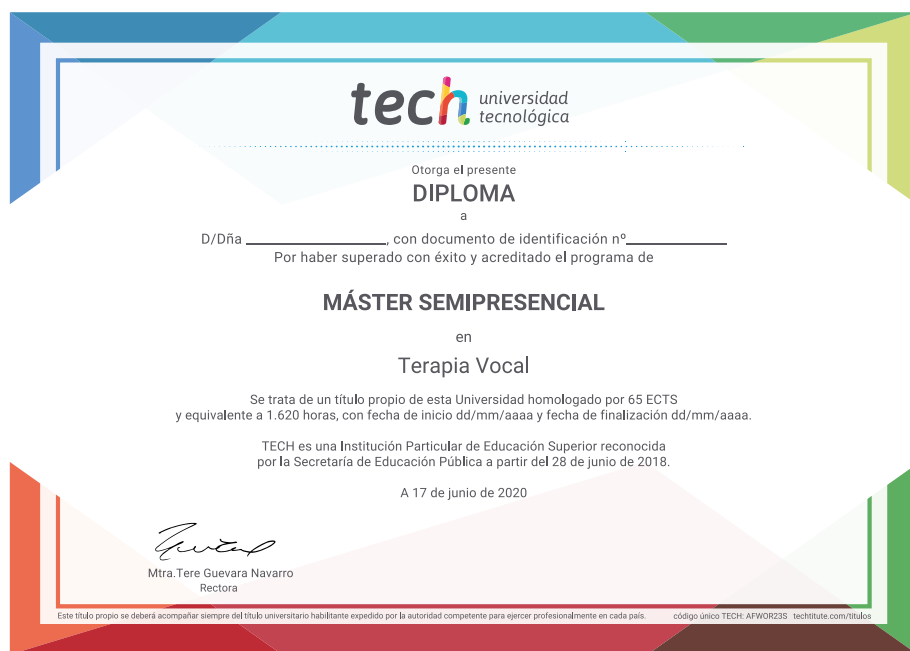 tech universidad
tecnológica
Otorga el presente
DIPLOMA
a
D/Dña ____________, con documento de identificación nº____________
Por haber superado con éxito y acreditado el programa de
MÁSTER SEMIPRESENCIAL
en
Terapia Vocal
Se trata de un título propio de esta Universidad homologado por 65 ECTS
y equivalente a 1.620 horas, con fecha de inicio dd/mm/aaaa y fecha de finalización dd/mm/aaaa.
TECH es una Institución Particular de Educación Superior reconocida
por la Secretaría de Educación Pública a partir del 28 de junio de 2018.
A 17 de junio de 2020
Mtra.Tere Guevara Navarro
Rectora
Este título propio se deberá acompañar siempre del título universitario habilitante expedido por la autoridad competente para ejercer profesionalmente en cada país. código único TECH: AFWOR23S techtitute.com/titulos